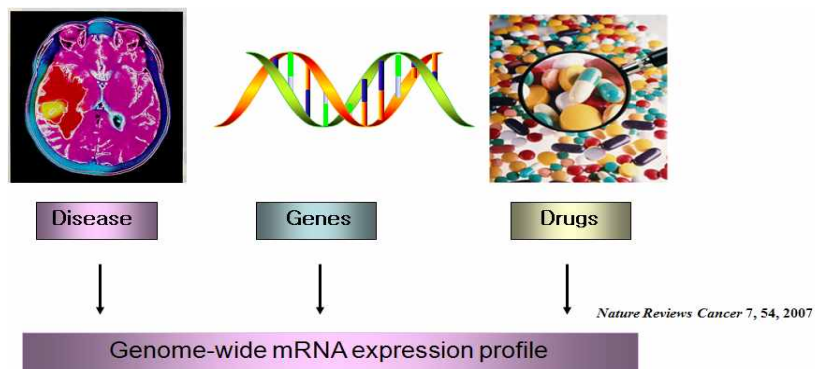 Disease
Genes
Drugs
Nature Reviews Cancer 7, 54, 2007
Genome-wide mRNA expression profile